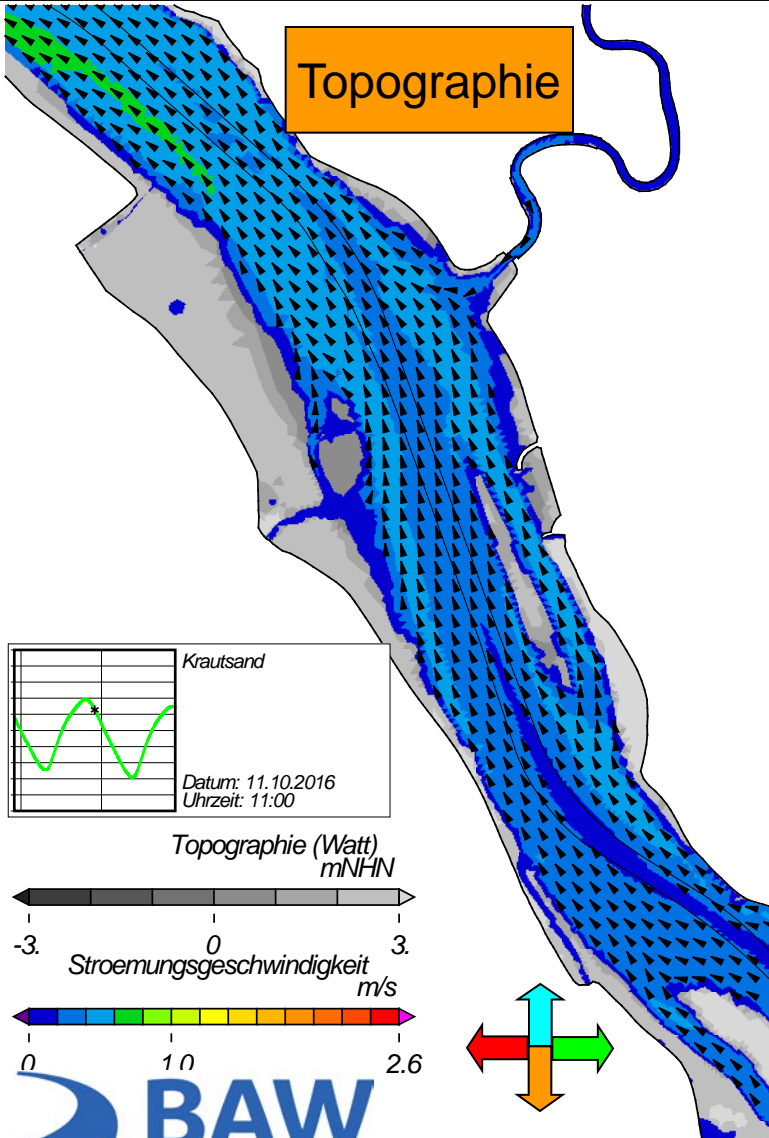 Topographie
Krautsand
Datum: 11.10.2016
Uhrzeit: 11:00
Topographie (Watt)
mNHN
-3. 0 3.
Stroemungsgeschwindigkeit
m/s
0 1.0 2.6
BAW